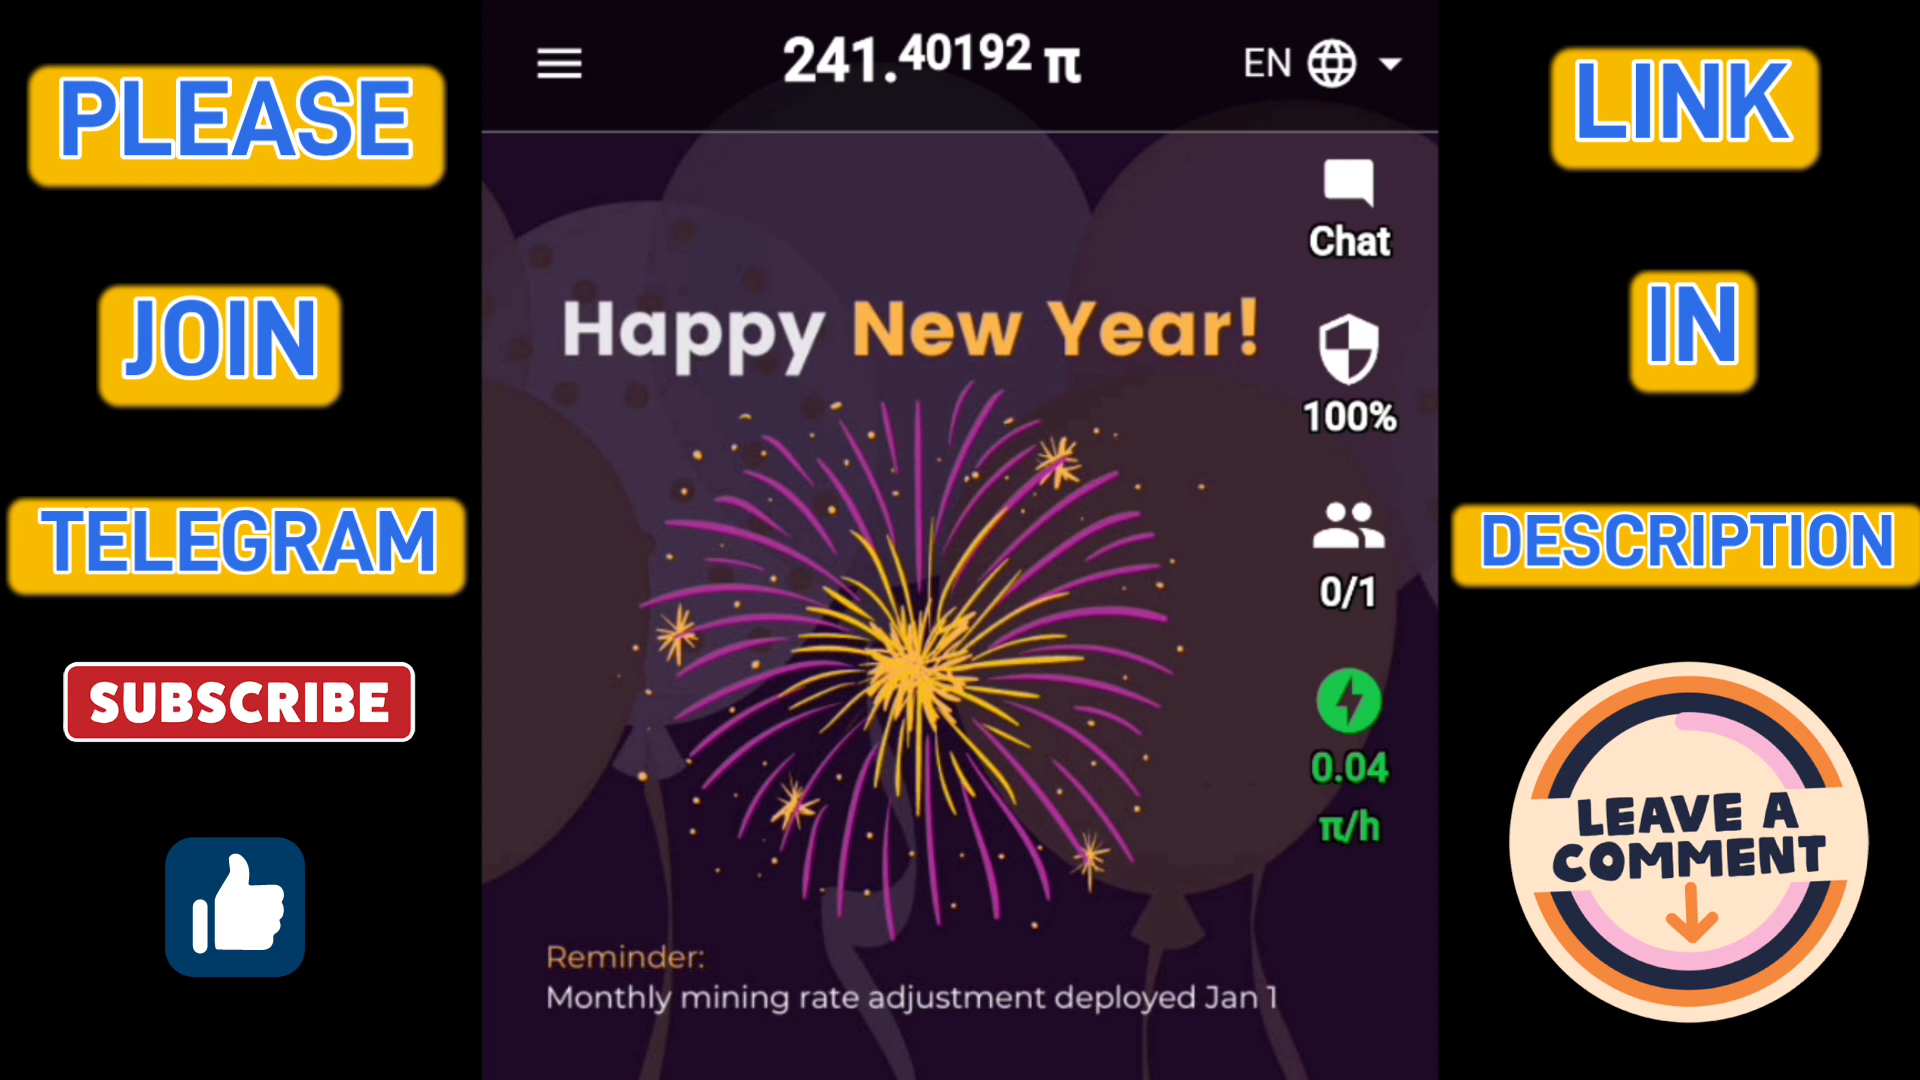 PLEASE
JOIN
TELEGRAM
SUBSCRIBE
241.40192 π
EN
Chat
Happy New Year!
100%
0/1
0.04
π/h
Reminder:
Monthly mining rate adjustment deployed Jan 1
LINK
IN
DESCRIPTION
LEAVE A
COMMENT